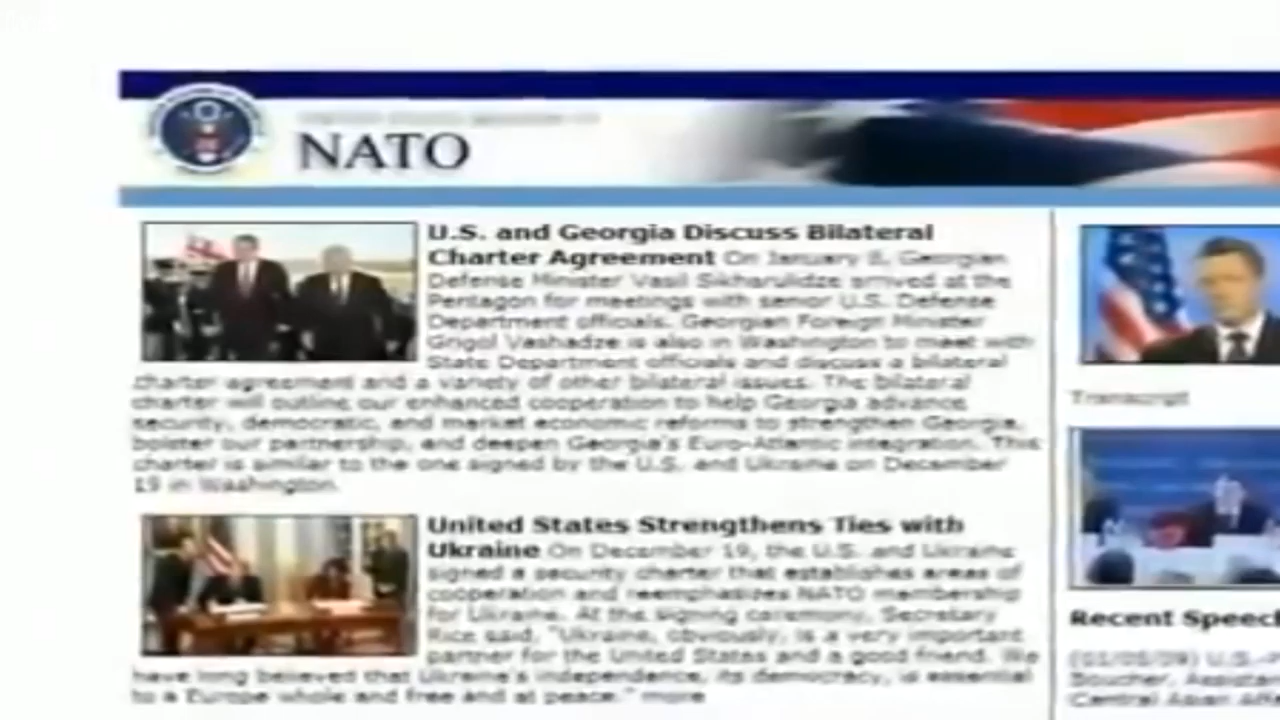 NATO
U.S. and Georgia Discuss Bilateral
Charter Agreement On January 8, Georgian
Defense Minister Vasil Sikharulidze arrived at the
Pentagon for meetings with senior U.S. Defense
Department officials. Georgian Foreign Minister
Grigol Vashadze is also in Washington to meet with
State Department officials and discuss a bilateral
charter agreement and a variety of other bilateral issues. The bilateral
charter will outline our enhanced cooperation to help Georgia advance
security, democratic, and market economic reforms to strengthen Georgia,
bolster our partnership, and deepen Georgia's Euro-Atlantic integration. This
charter is similar to the one signed by the U.S. and Ukraine on December
19 in Washington.
United States Strengthens Ties with
Ukraine On December 19, the U.S. and Ukraine
signed a security charter that establishes areas of
cooperation and reemphasizes NATO membership
for Ukraine. At the signing ceremony, Secretary
Rice said, "Ukraine, obviously, is a very important
partner for the United States and a good friend. We
have long believed that Ukraine's independence, its democracy, is essential
to a Europe whole and free and at peace." more
Transcript
Recent Speech
(01/05/09) U.S.-P
Boucher, Assistan
Central Asian Affa